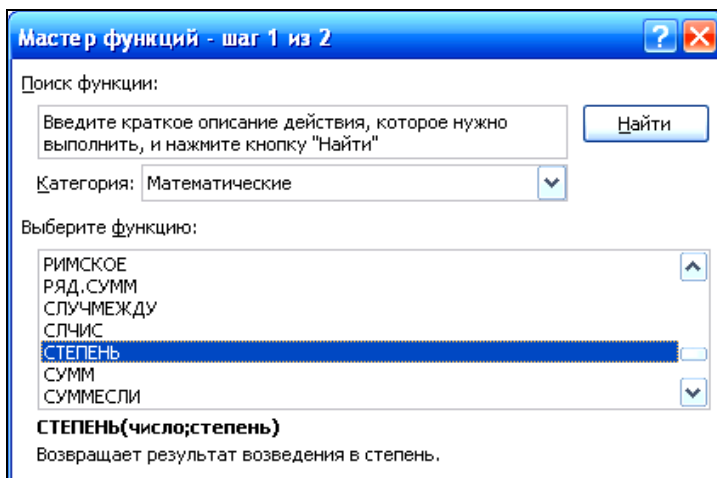 Мастер функций - шаг 1 из 2
Поиск функции:
Введите краткое описание действия, которое нужно
выполнить, и нажмите кнопку "Найти"
Найти
Категория: Математические
Выберите функцию:
РИМСКОЕ
РЯД.СУММ
СЛУЧМЕЖДУ
СЛЧИС
СТЕПЕНЬ
СУММ
СУММЕСЛИ
СТЕПЕНЬ(число;степень)
Возвращает результат возведения в степень.